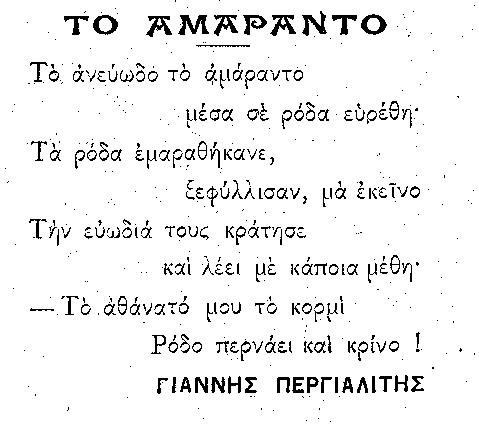 ΤΟ ΑΜΑΡΑΝΤΟ
Τὸ ἀνεύωδο τὸ ἀμάραντο
μέσα σὲ ρόδα εὑρέθη·
Τὰ ρόδα ἐμαραθήκανε,
ξεφύλλισαν, μὰ ἐκεῖνο
Τὴν εὐωδιά τους κράτησε
καὶ λέει μὲ κάποια μέθη·
— Τὸ ἀθάνατό μου τὸ κορμὶ
Ρόδο περνάει καὶ κρίνο !
ΓΙΑΝΝΗΣ ΠΕΡΓΙΑΛΙΤΗΣ